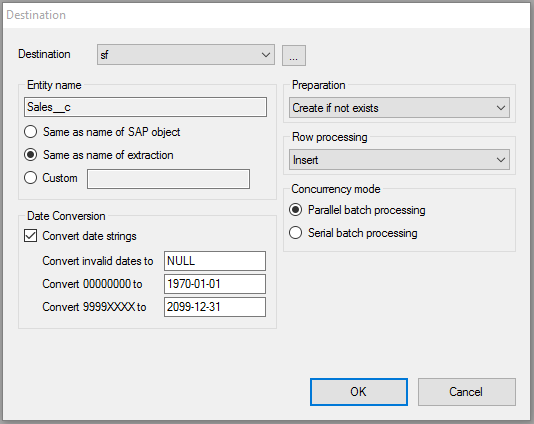 Destination
Destination
sf
...
Entity name
Sales__c
Same as name of SAP object
Same as name of extraction
Custom
Date Conversion
Convert date strings
Convert invalid dates to
NULL
Convert 00000000 to
1970-01-01
Convert 9999XXXX to
2099-12-31
Preparation
Create if not exists
Row processing
Insert
Concurrency mode
Parallel batch processing
Serial batch processing
OK
Cancel